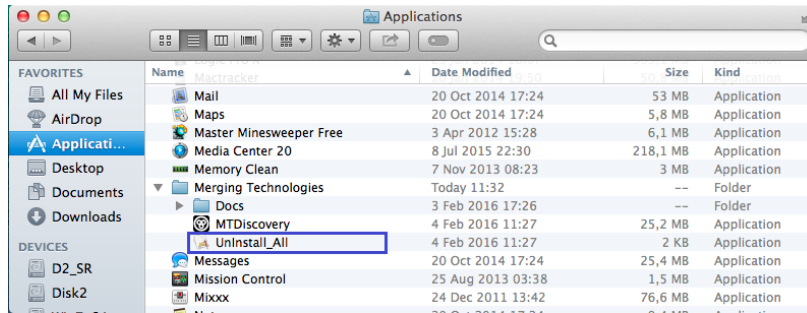 Applications
FAVORITES
All My Files
AirDrop
Applicati...
Desktop
Documents
Downloads
DEVICES
D2_SR
Disk2
Name Date Modified Size Kind
Mactracker
Mail 20 Oct 2014 17:24 53 MB Application
Maps 20 Oct 2014 17:24 5,8 MB Application
Master Minesweeper Free 3 Apr 2012 15:28 6,1 MB Application
Media Center 20 8 Jul 2015 22:30 218,1 MB Application
Memory Clean 7 Nov 2013 08:23 3 MB Application
Merging Technologies Today 11:32 -- Folder
Docs 3 Feb 2016 17:26 -- Folder
MTDiscovery 4 Feb 2016 11:27 25,2 MB Application
UnInstall_All 4 Feb 2016 11:27 2 KB Application
Messages 20 Oct 2014 17:24 25,4 MB Application
Mission Control 25 Aug 2013 03:38 1,5 MB Application
Mixxx 24 Dec 2011 13:42 76,6 MB Application